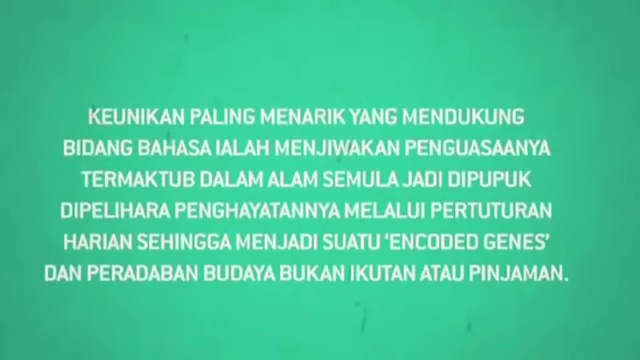 KEUNIKAN PALING MENARIK YANG MENDUKUNG
BIDANG BAHASA IALAH MENJIWAKAN PENGUASAANYA
TERMAKTUB DALAM ALAM SEMULA JADI DIPUPUK
DIPELIHARA PENGHAYATANNYA MELALUI PERTUTURAN
HARIAN SEHINGGA MENJADI SUATU ‘ENCODED GENES’
DAN PERADABAN BUDAYA BUKAN IKUTAN ATAU PINJAMAN.